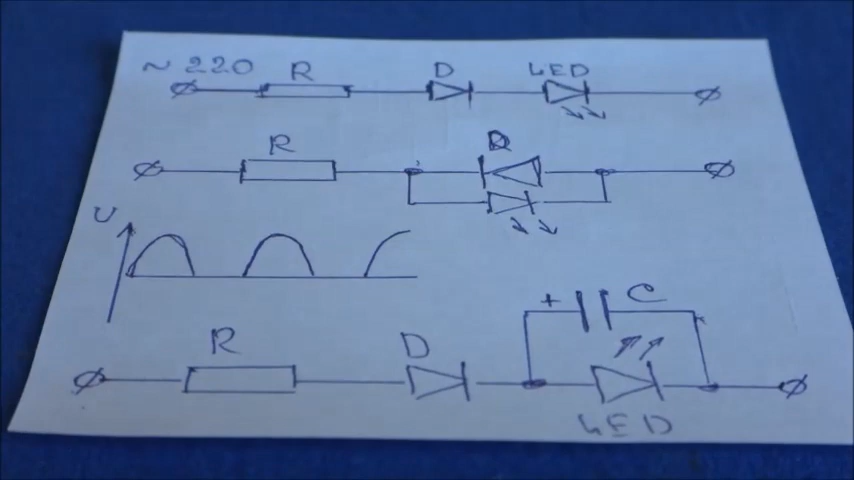 ~ 220 R D LED
R D
U
+ C
R D
LED